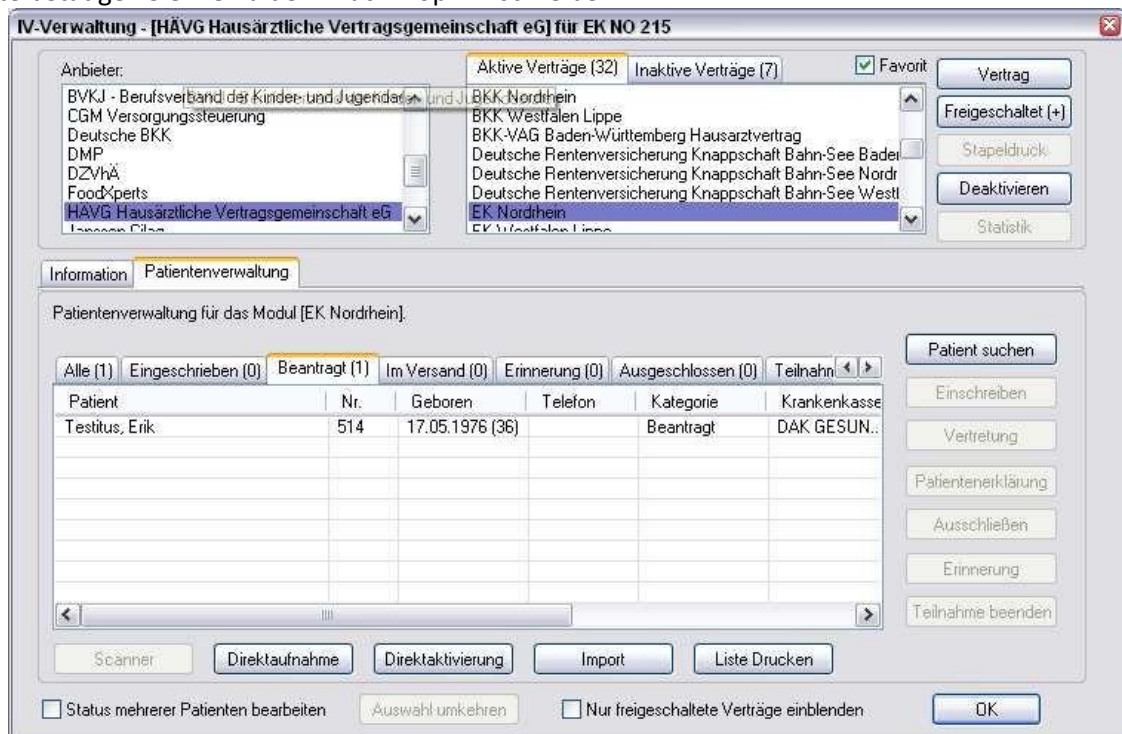 IV-Verwaltung - [HÄVG Hausärztliche Vertragsgemeinschaft eG] für EK NO 215
Anbieter:
BVKJ - Berufsverband der Kinder- und Jugendär
CGM Versorgungssteuerung
Deutsche BKK
DMP
DZVhÄ
FoodXperts
HÄVG Hausärztliche Vertragsgemeinschaft eG
Aktive Verträge (32) Inaktive Verträge (7)
Favorit
BKK Nordrhein
BKK Westfalen Lippe
BKK-VAG Baden-Württemberg Hausarztvertrag
Deutsche Rentenversicherung Knappschaft Bahn-See Bader
Deutsche Rentenversicherung Knappschaft Bahn-See Nordr
Deutsche Rentenversicherung Knappschaft Bahn-See Westf
EK Nordrhein
EK Westfalen Lippe
Vertrag
Freigeschaltet (+)
Stapeldruck
Deaktivieren
Statistik
Information Patientenverwaltung
Patientenverwaltung für das Modul [EK Nordrhein].
Alle (1) Eingeschrieben (0) Beantragt (1) Im Versand (0) Erinnerung (0) Ausgeschlossen (0) Teilnahm
Patient Nr. Geboren Telefon Kategorie Krankenkasse
Testitus, Erik 514 17.05.1976 (36) Beantragt DAK GESUN..
Patient suchen
Einschreiben
Vertretung
Patientenerklärung
Ausschließen
Erinnerung
Teilnahme beenden
Scanner Direktaufnahme Direktaktivierung Import Liste Drucken
Status mehrerer Patienten bearbeiten Auswahl umkehren Nur freigeschaltete Verträge einblenden OK